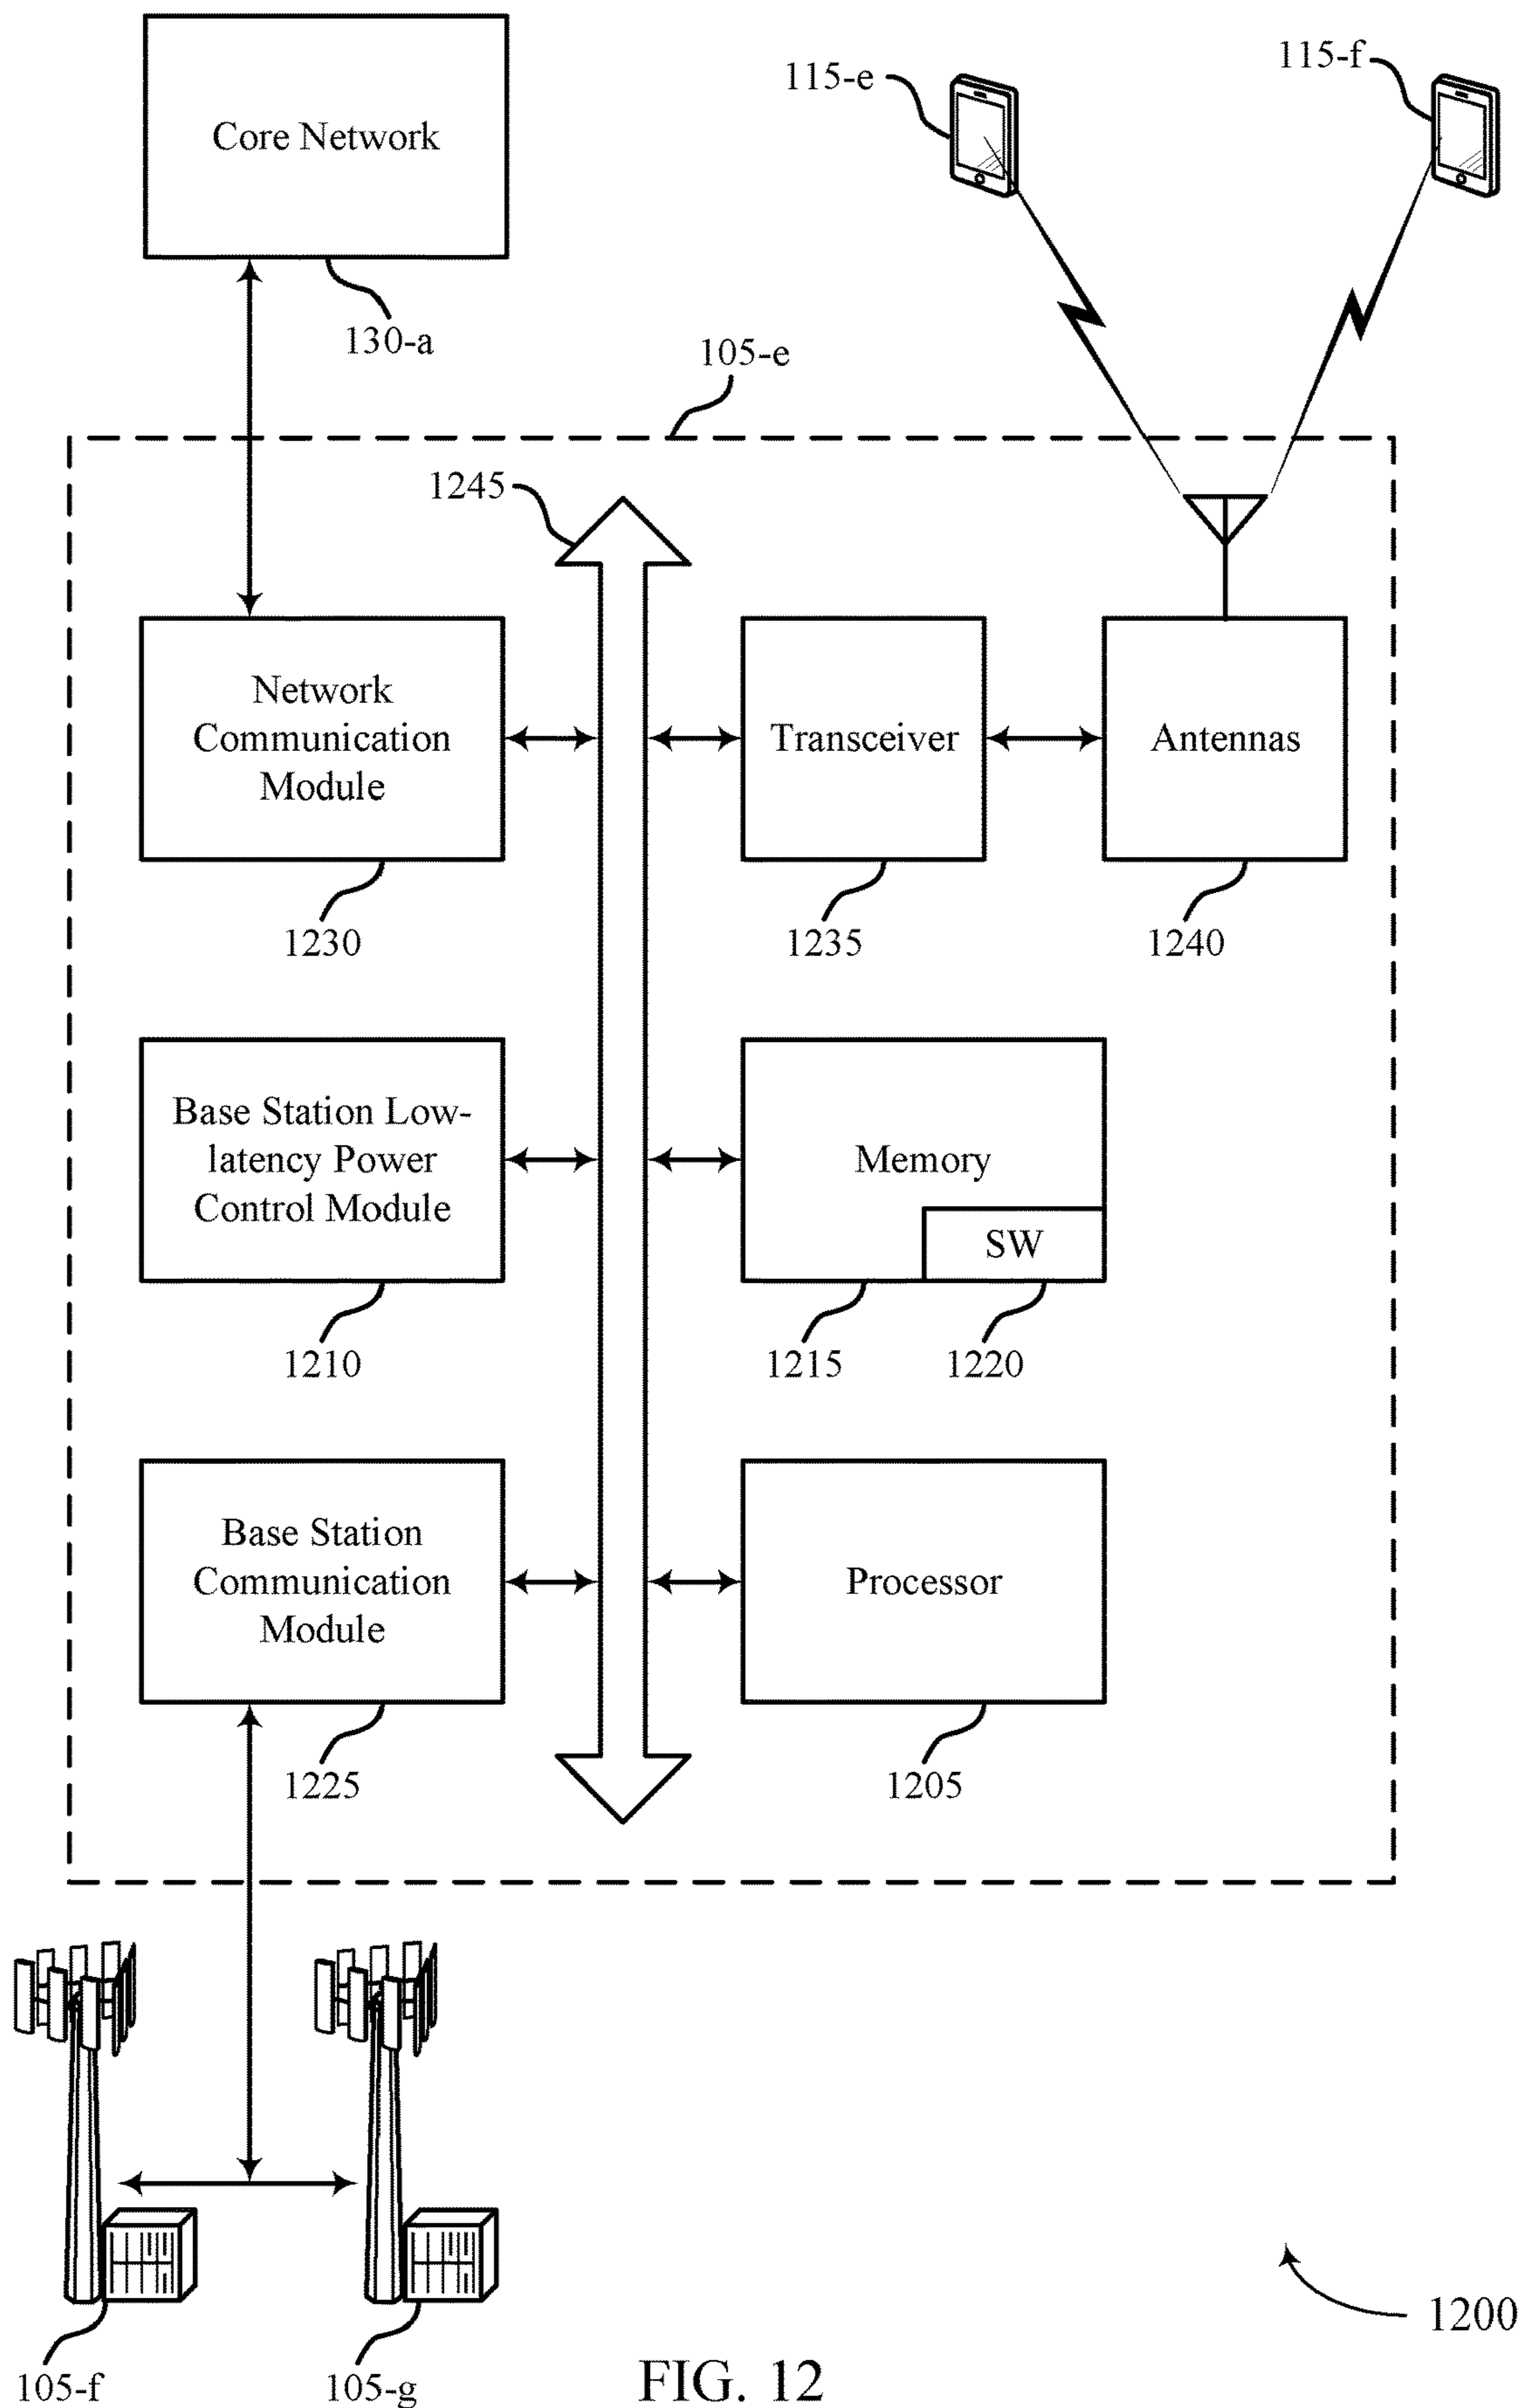 Core Network
130-a
115-e
115-f
105-e
1245
Network
Communication
Module
1230
Transceiver
1235
Antennas
1240
Base Station Low-
latency Power
Control Module
1210
Memory
SW
1215
1220
Base Station
Communication
Module
1225
Processor
1205
105-f
105-g
1200
FIG. 12